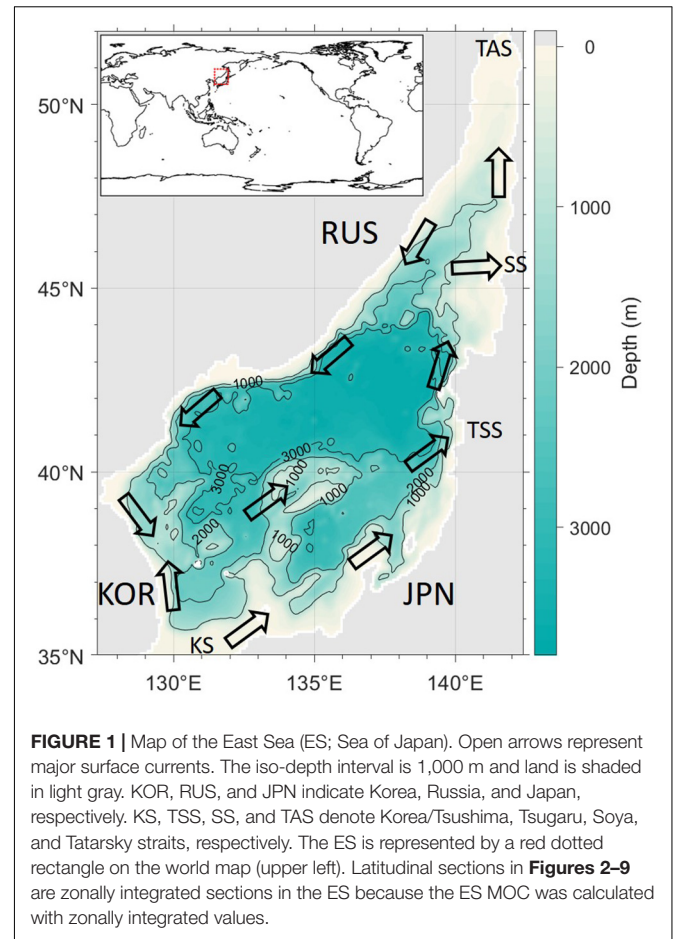 TAS
0
50°N
1000
RUS
SS
45°N
2000
Depth (m)
1000
TSS
3000
40°N
3000
1000
2000
1000
1000
2000
1000
3000
KOR
JPN
KS
35°N
130°E
135°E
140°E
FIGURE 1 | Map of the East Sea (ES; Sea of Japan). Open arrows represent
major surface currents. The iso-depth interval is 1,000 m and land is shaded
in light gray. KOR, RUS, and JPN indicate Korea, Russia, and Japan,
respectively. KS, TSS, SS, and TAS denote Korea/Tsushima, Tsugaru, Soya,
and Tatarsky straits, respectively. The ES is represented by a red dotted
rectangle on the world map (upper left). Latitudinal sections in Figures 2–9
are zonally integrated sections in the ES because the ES MOC was calculated
with zonally integrated values.